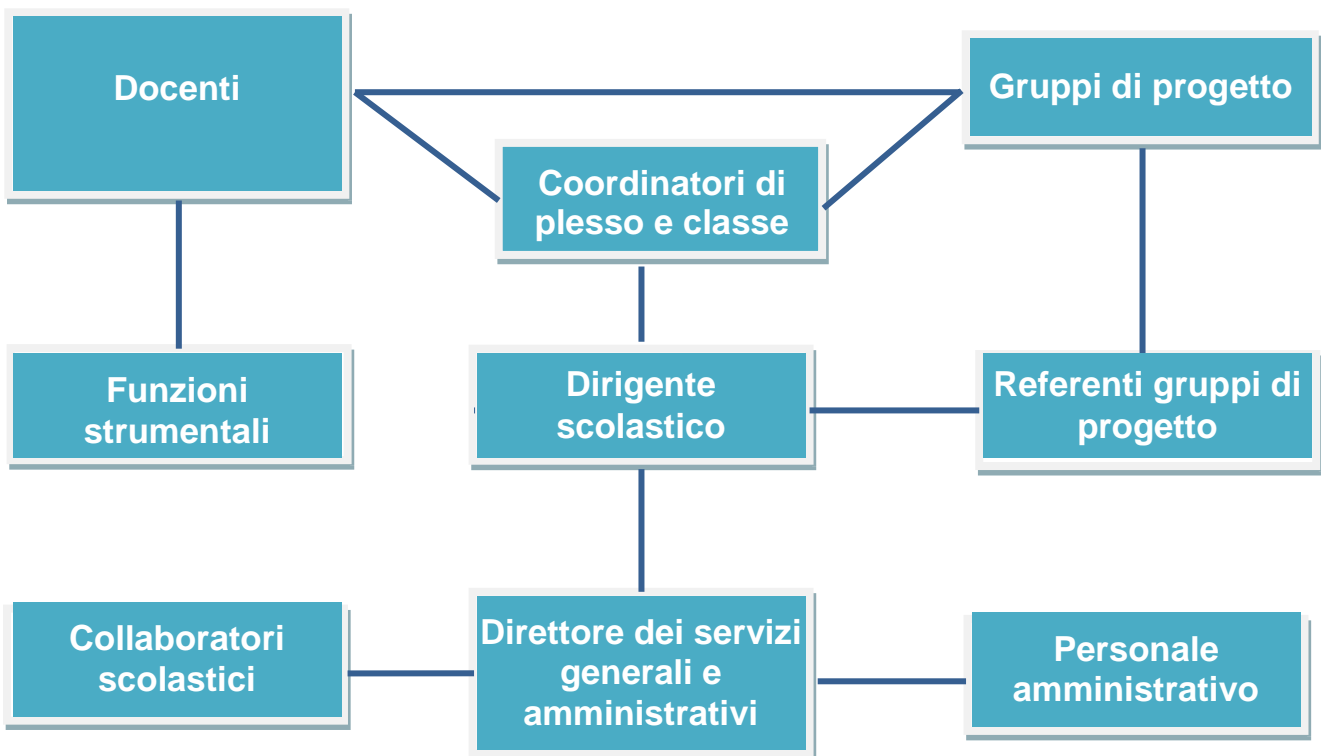 Docenti
Gruppi di progetto
Coordinatori di
plesso e classe
Funzioni
strumentali
Dirigente
scolastico
Referenti gruppi di
progetto
Collaboratori
scolastici
Direttore dei servizi
generali e
amministrativi
Personale
amministrativo